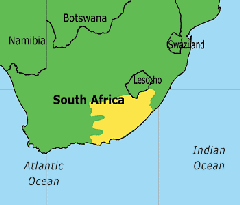 Botswana
Namibia
Swaziland
Lesotho
South Africa
Atlantic
Ocean
Indian
Ocean